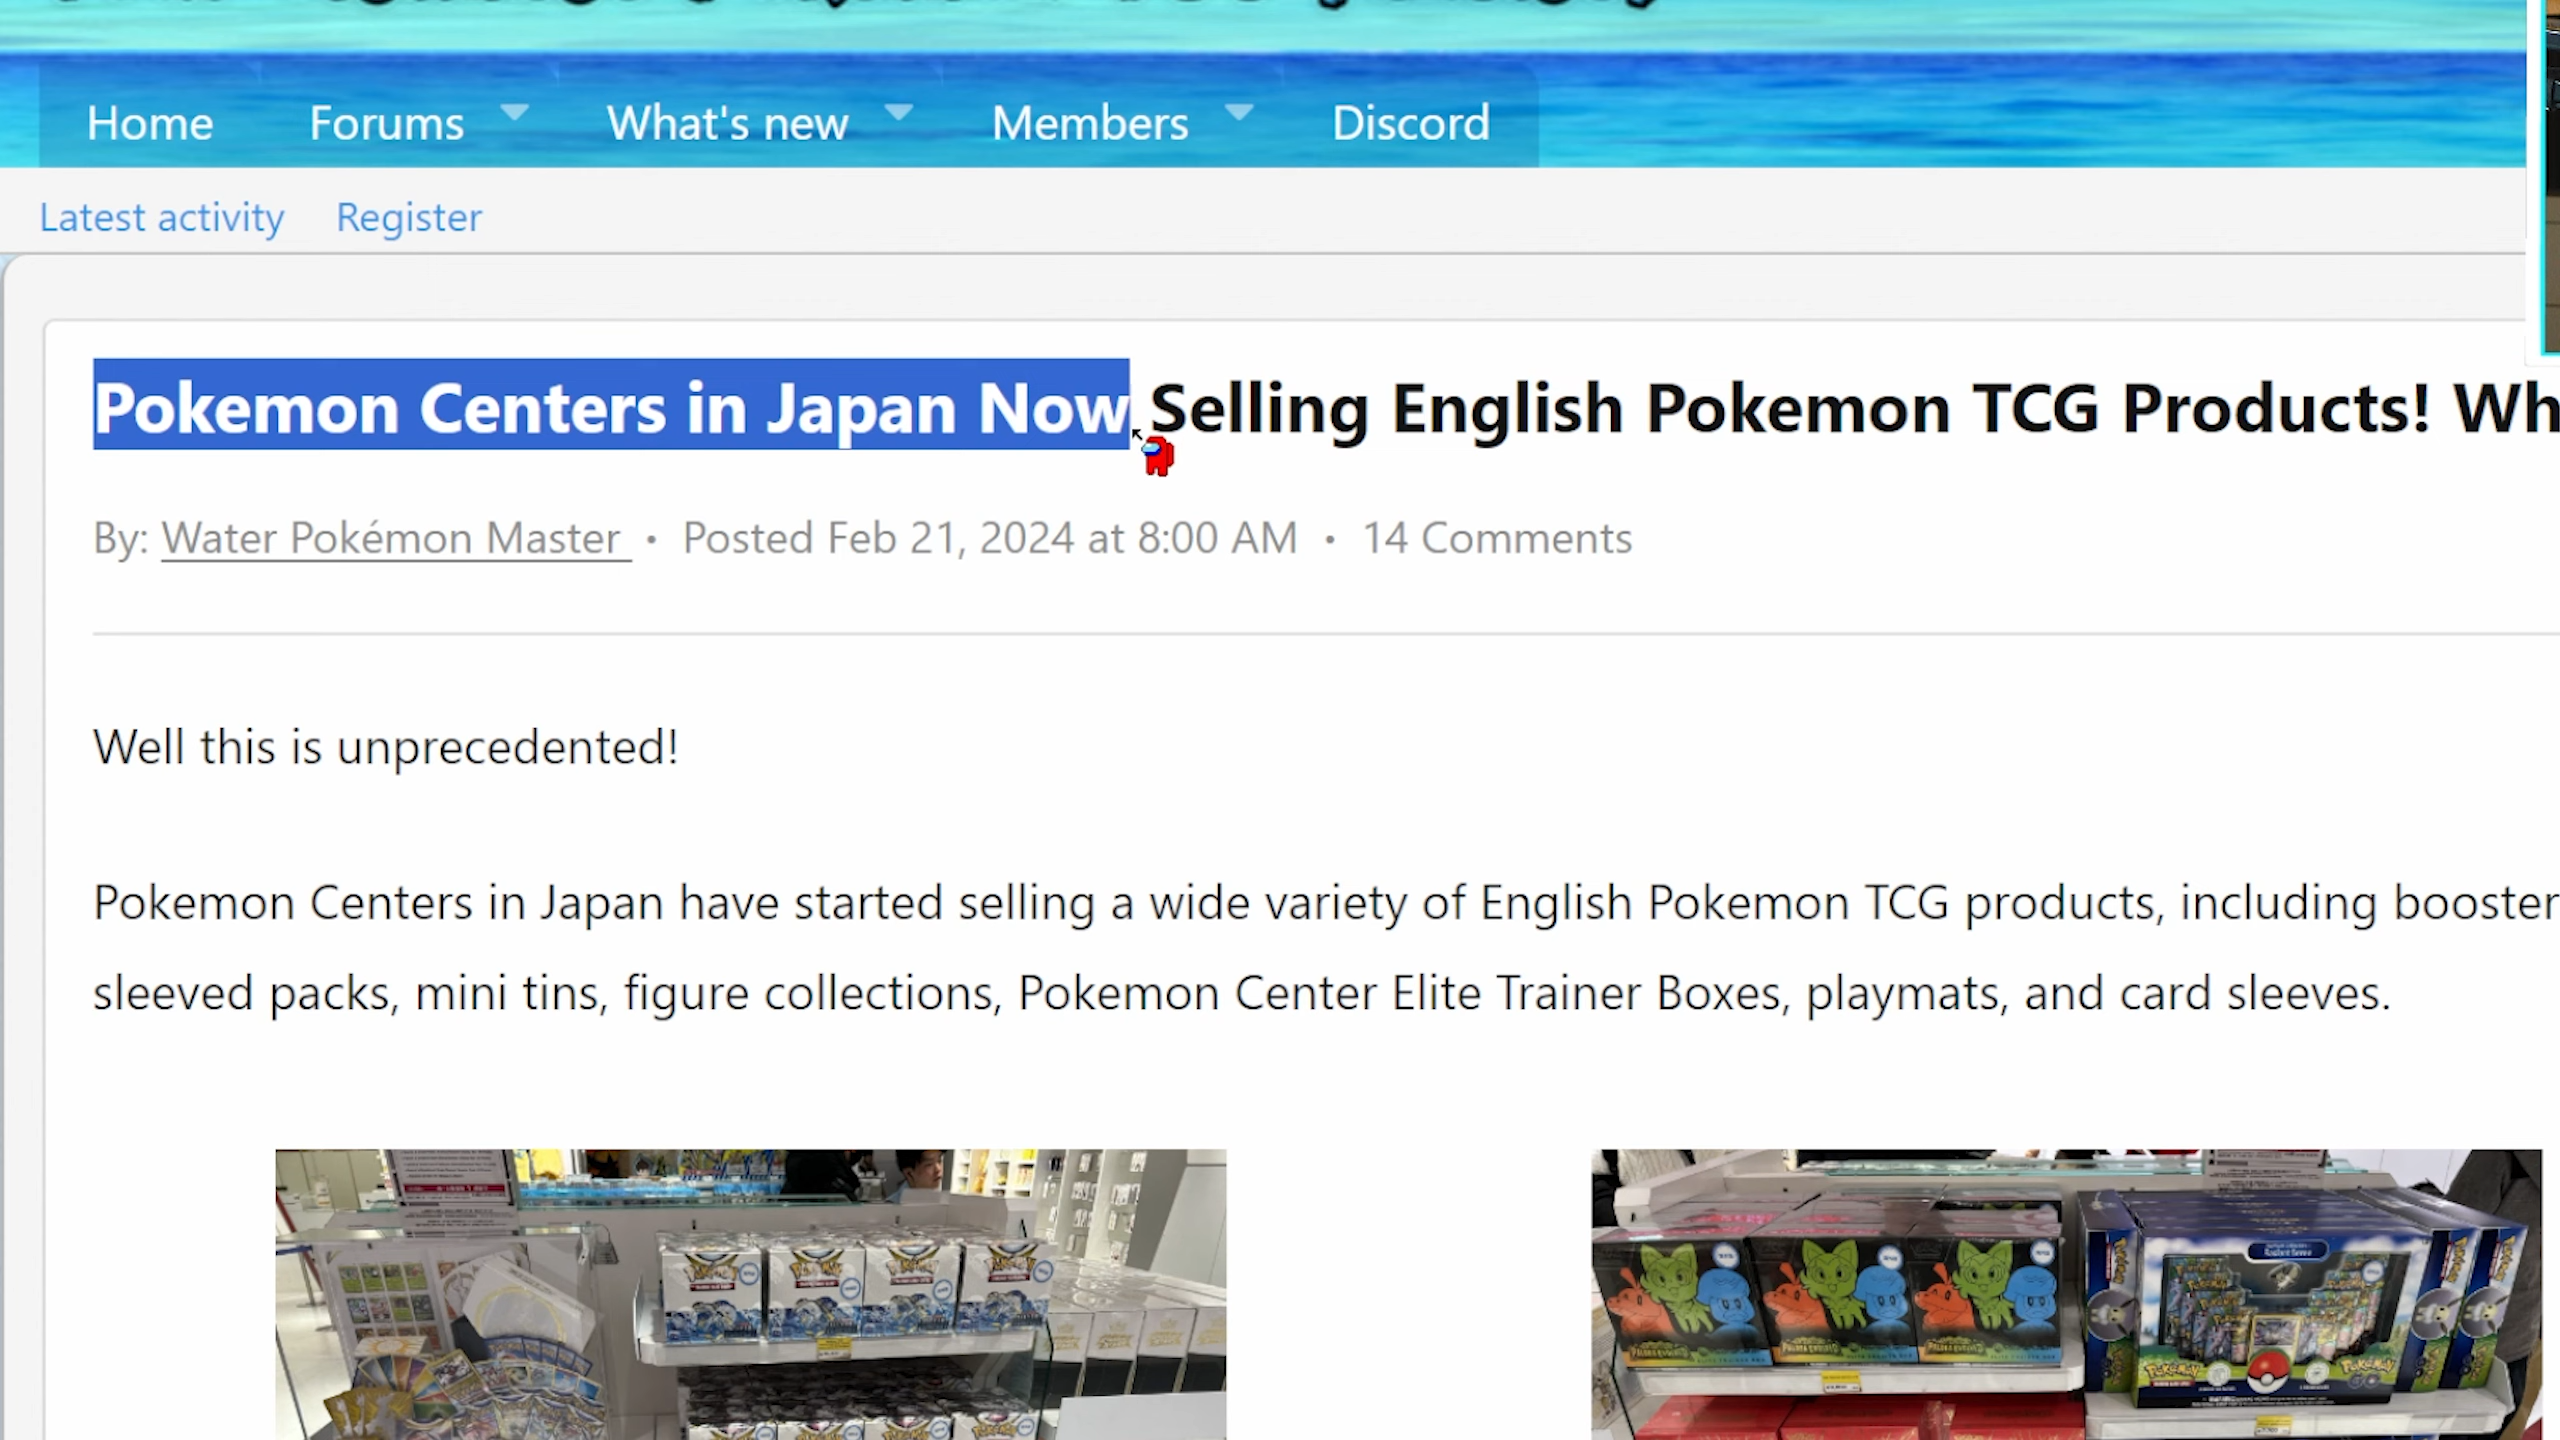 Home Forums What's new Members Discord
Latest activity Register
Pokemon Centers in Japan Now Selling English Pokemon TCG Products! Wh
By: Water Pokémon Master • Posted Feb 21, 2024 at 8:00 AM • 14 Comments
Well this is unprecedented!
Pokemon Centers in Japan have started selling a wide variety of English Pokemon TCG products, including booster
sleeved packs, mini tins, figure collections, Pokemon Center Elite Trainer Boxes, playmats, and card sleeves.